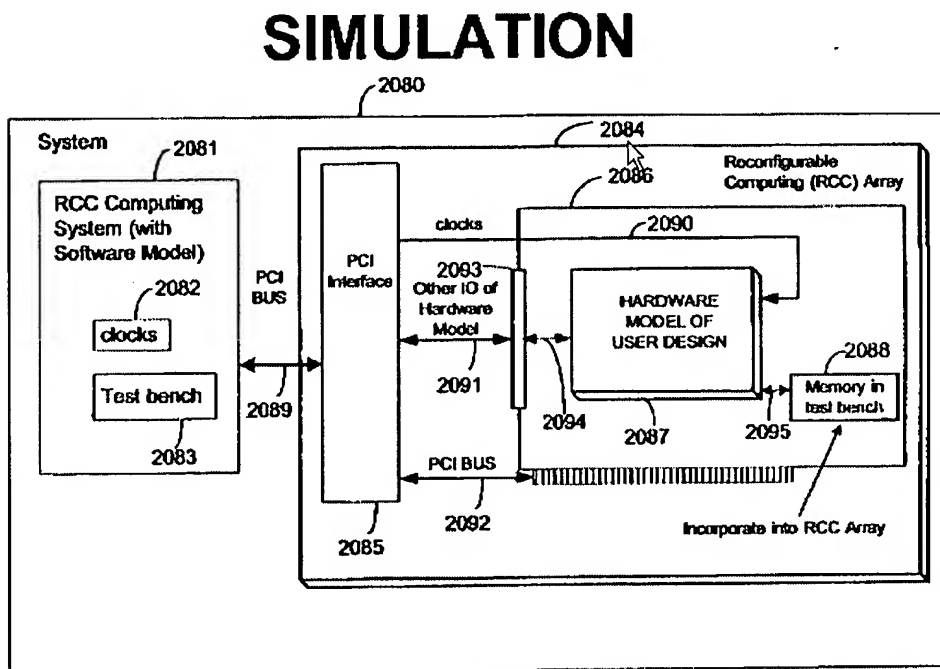 SIMULATION
2080
System
2081
2084
RCC Computing
System (with
Software Model)
2082
clocks
Test bench
2083
PCI
BUS
2089
PCI
Interface
2085
Reconfigurable
Computing (RCC) Array
2086
clocks
2090
2093
Other IO of
Hardware
Model
2091
2094
HARDWARE
MODEL OF
USER DESIGN
2087
2088
Memory in
test bench
2095
PCI BUS
2092
Incorporate into RCC Array